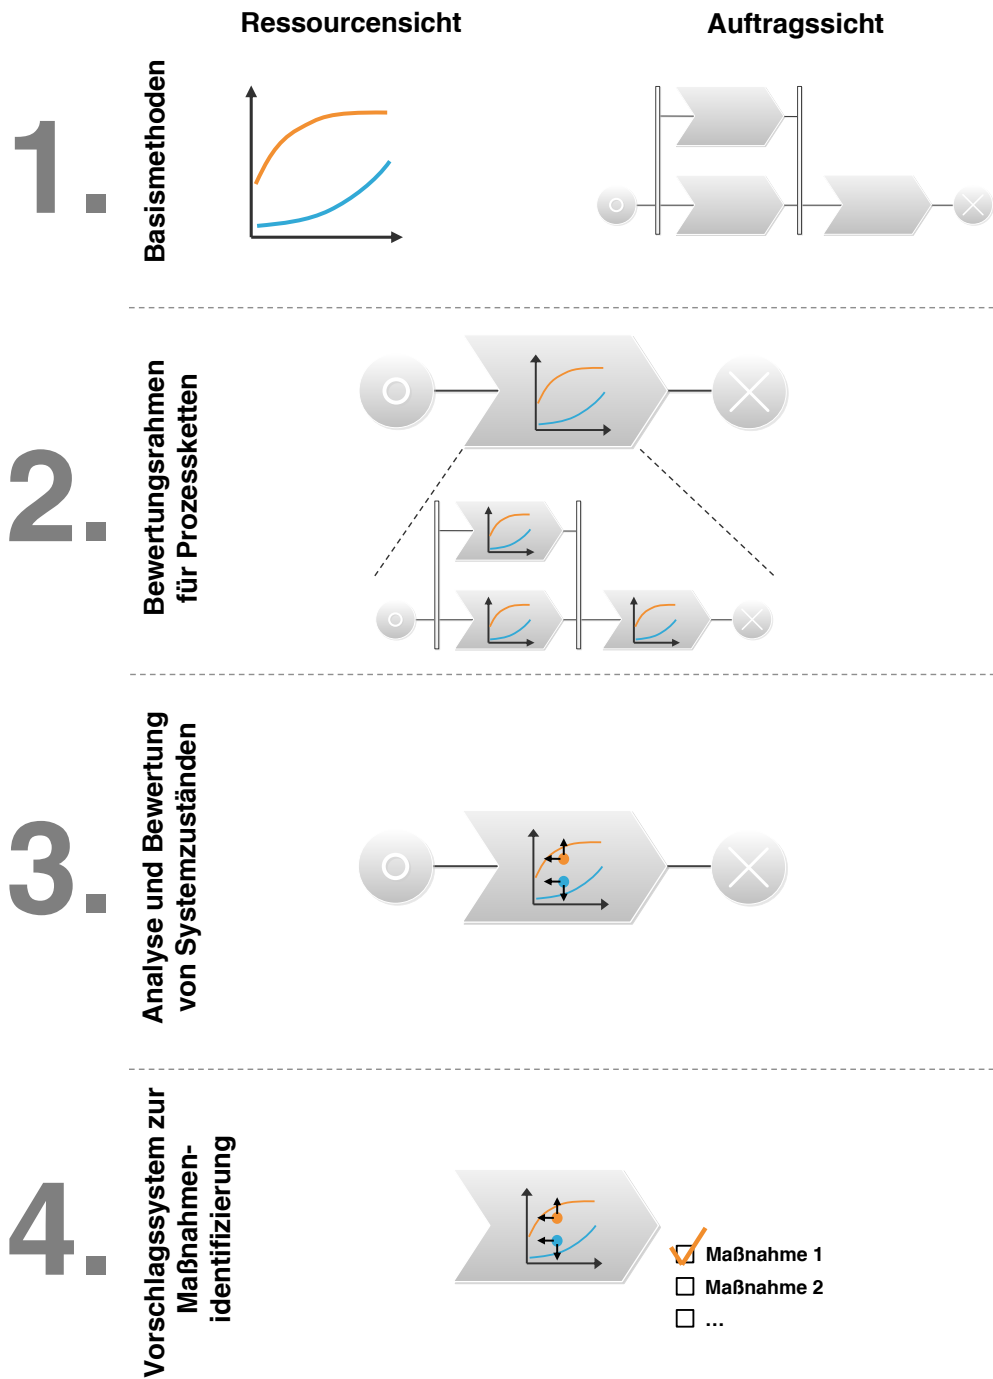 Ressourcensicht
Auftragssicht
1.
Basismethoden
2.
Bewertungsrahmen
für Prozessketten
3.
Analyse und Bewertung
von Systemzuständen
4.
Vorschlagssystem zur
Maßnahmen-
identifizierung
Maßnahme 1
Maßnahme 2
...